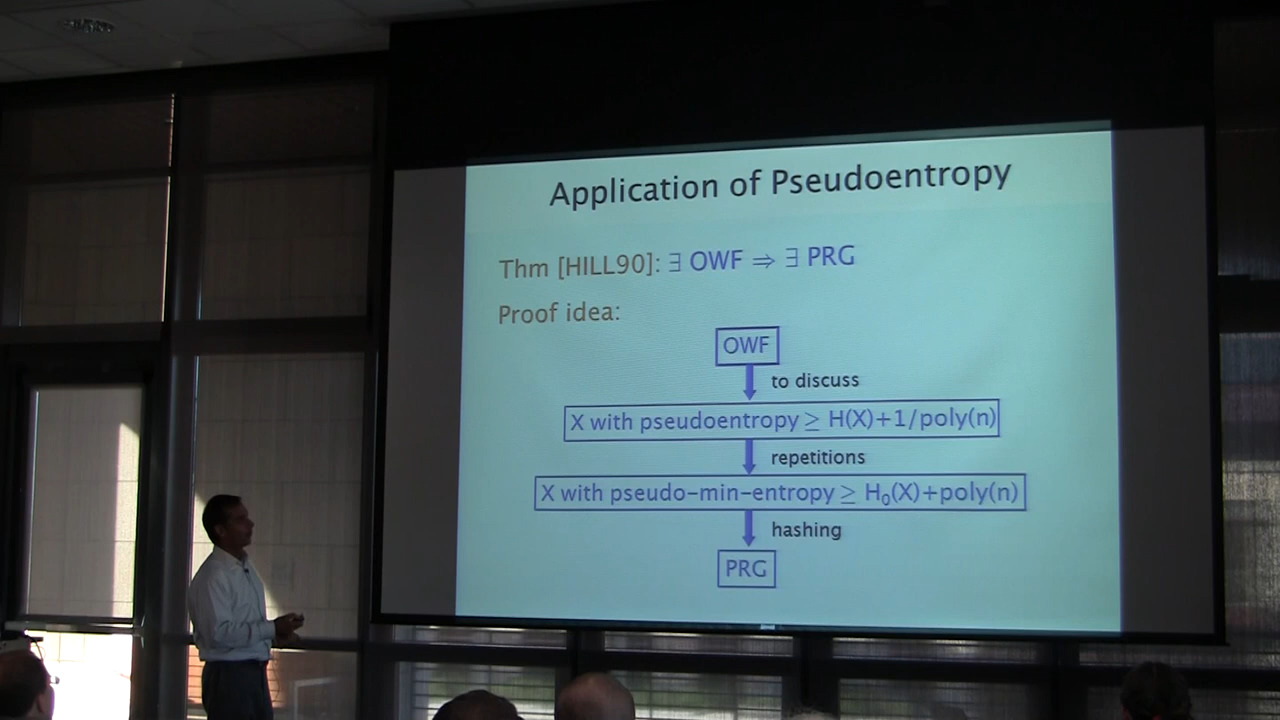 Application of Pseudoentropy
Thm [HILL90]: ∃ OWF ⇒ ∃ PRG
Proof idea:
OWF
to discuss
X with pseudoentropy ≥ H(X)+1/poly(n)
repetitions
X with pseudo-min-entropy ≥ H₀(X)+poly(n)
hashing
PRG